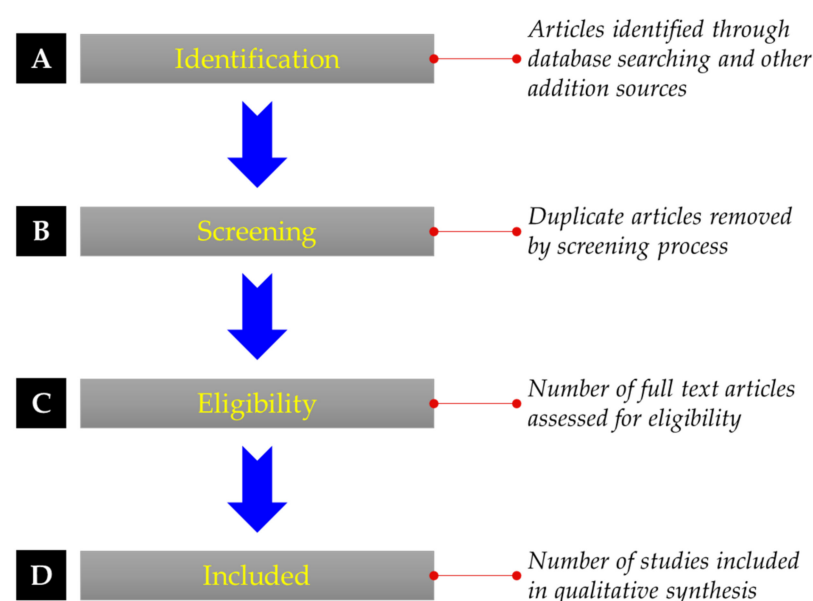 A
Identification
Articles identified through
database searching and other
addition sources
B
Screening
Duplicate articles removed
by screening process
C
Eligibility
Number of full text articles
assessed for eligibility
D
Included
Number of studies included
in qualitative synthesis